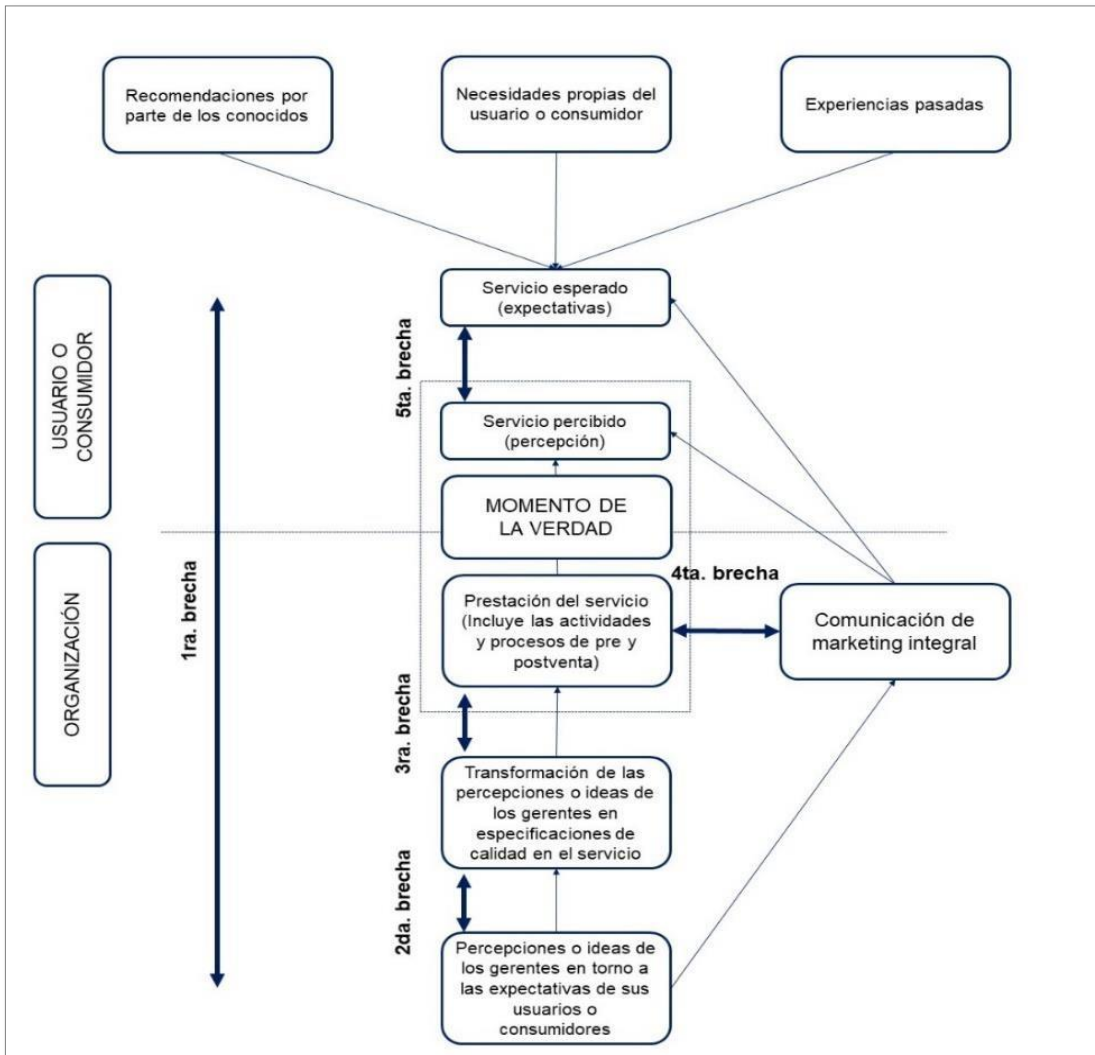 Recomendaciones por
parte de los conocidos
Necesidades propias del
usuario o consumidor
Experiencias pasadas
USUARIO O
CONSUMIDOR
Servicio esperado
(expectativas)
5ta. brecha
Servicio percibido
(percepción)
MOMENTO DE
LA VERDAD
ORGANIZACIÓN
1ra. brecha
Prestación del servicio
(Incluye las actividades
y procesos de pre y
postventa)
4ta. brecha
Comunicación de
marketing integral
3ra. brecha
Transformación de las
percepciones o ideas de
los gerentes en
especificaciones de
calidad en el servicio
2da. brecha
Percepciones o ideas de
los gerentes en torno a
las expectativas de sus
usuarios o
consumidores